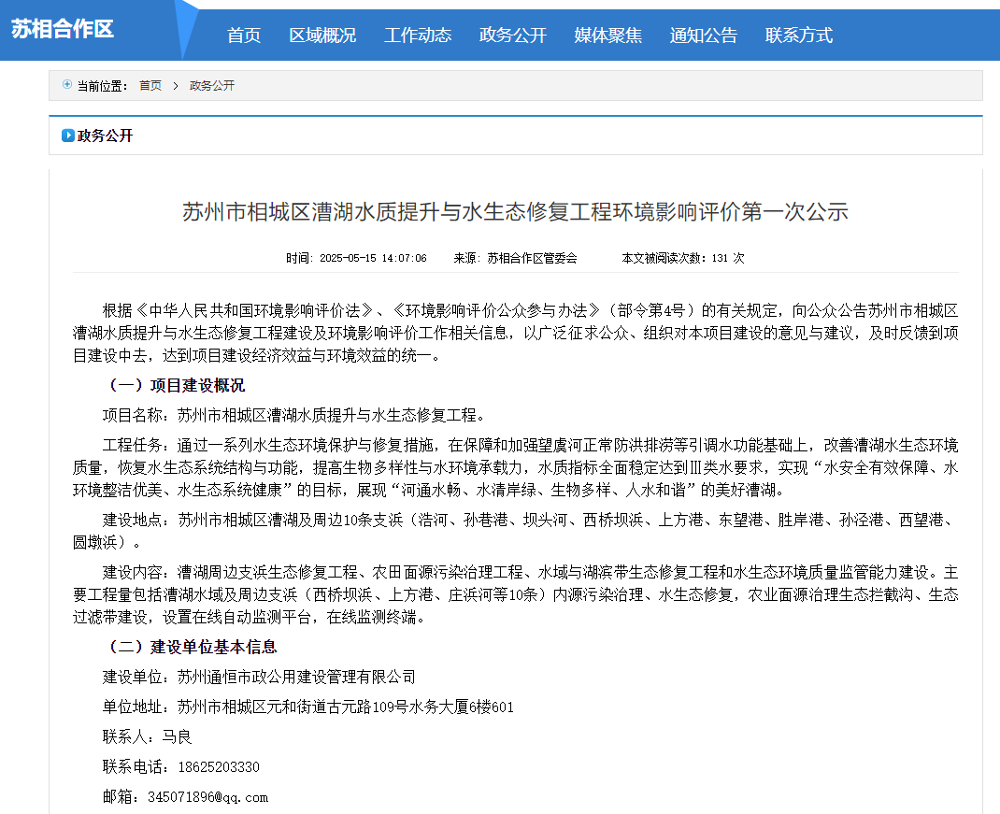 苏相合作区
首页 区域概况 工作动态 政务公开 媒体聚焦 通知公告 联系方式
当前位置： 首页 > 政务公开
政务公开
苏州市相城区漕湖水质提升与水生态修复工程环境影响评价第一次公示
时间：2025-05-15 14:07:06 来源：苏相合作区管委会 本文被阅读次数：131 次
根据《中华人民共和国环境影响评价法》、《环境影响评价公众参与办法》（部令第4号）的有关规定，向公众公告苏州市相城区
漕湖水质提升与水生态修复工程建设及环境影响评价工作相关信息，以广泛征求公众、组织对本项目建设的意见与建议，及时反馈到项
目建设中去，达到项目建设经济效益与环境效益的统一。
（一）项目建设概况
项目名称：苏州市相城区漕湖水质提升与水生态修复工程。
工程任务：通过一系列水生态环境保护与修复措施，在保障和加强望虞河正常防洪排涝等引调水功能基础上，改善漕湖水生态环境
质量，恢复水生态系统结构与功能，提高生物多样性与水环境承载力，水质指标全面稳定达到Ⅲ类水要求，实现“水安全有效保障、水
环境整洁优美、水生态系统健康”的目标，展现“河通水畅、水清岸绿、生物多样、人水和谐”的美好漕湖。
建设地点：苏州市相城区漕湖及周边10条支浜（浩河、孙巷港、坝头河、西桥坝浜、上方港、东望港、胜岸港、孙泾港、西望港、
圆墩浜）。
建设内容：漕湖周边支浜生态修复工程、农田面源污染治理工程、水域与湖滨带生态修复工程和水生态环境质量监管能力建设。主
要工程量包括漕湖水域及周边支浜（西桥坝浜、上方港、庄浜河等10条）内源污染治理、水生态修复，农业面源治理生态拦截沟、生态
过滤带建设，设置在线自动监测平台，在线监测终端。
（二）建设单位基本信息
建设单位：苏州通恒市政公用建设管理有限公司
单位地址：苏州市相城区元和街道古元路109号水务大厦6楼601
联系人：马良
联系电话：18625203330
邮箱：345071896@qq.com